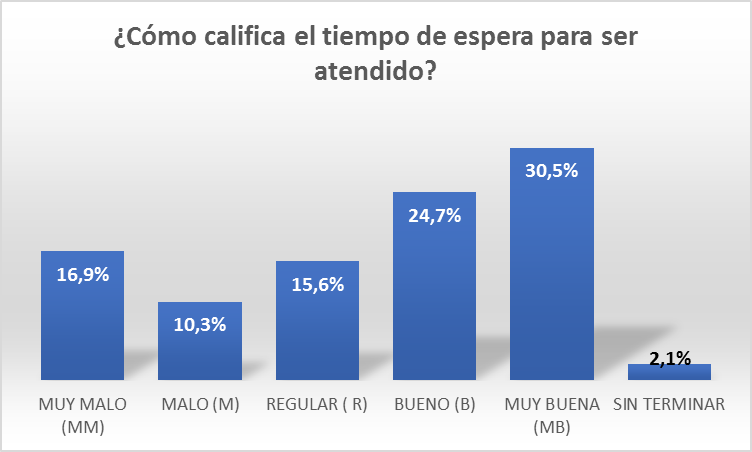 ¿Cómo califica el tiempo de espera para ser
atendido?
30,5%
24,7%
16,9%
15,6%
10,3%
2,1%
MUY MALO
(MM)
MALO (M)
REGULAR ( R)
BUENO (B)
MUY BUENA
(MB)
SIN TERMINAR